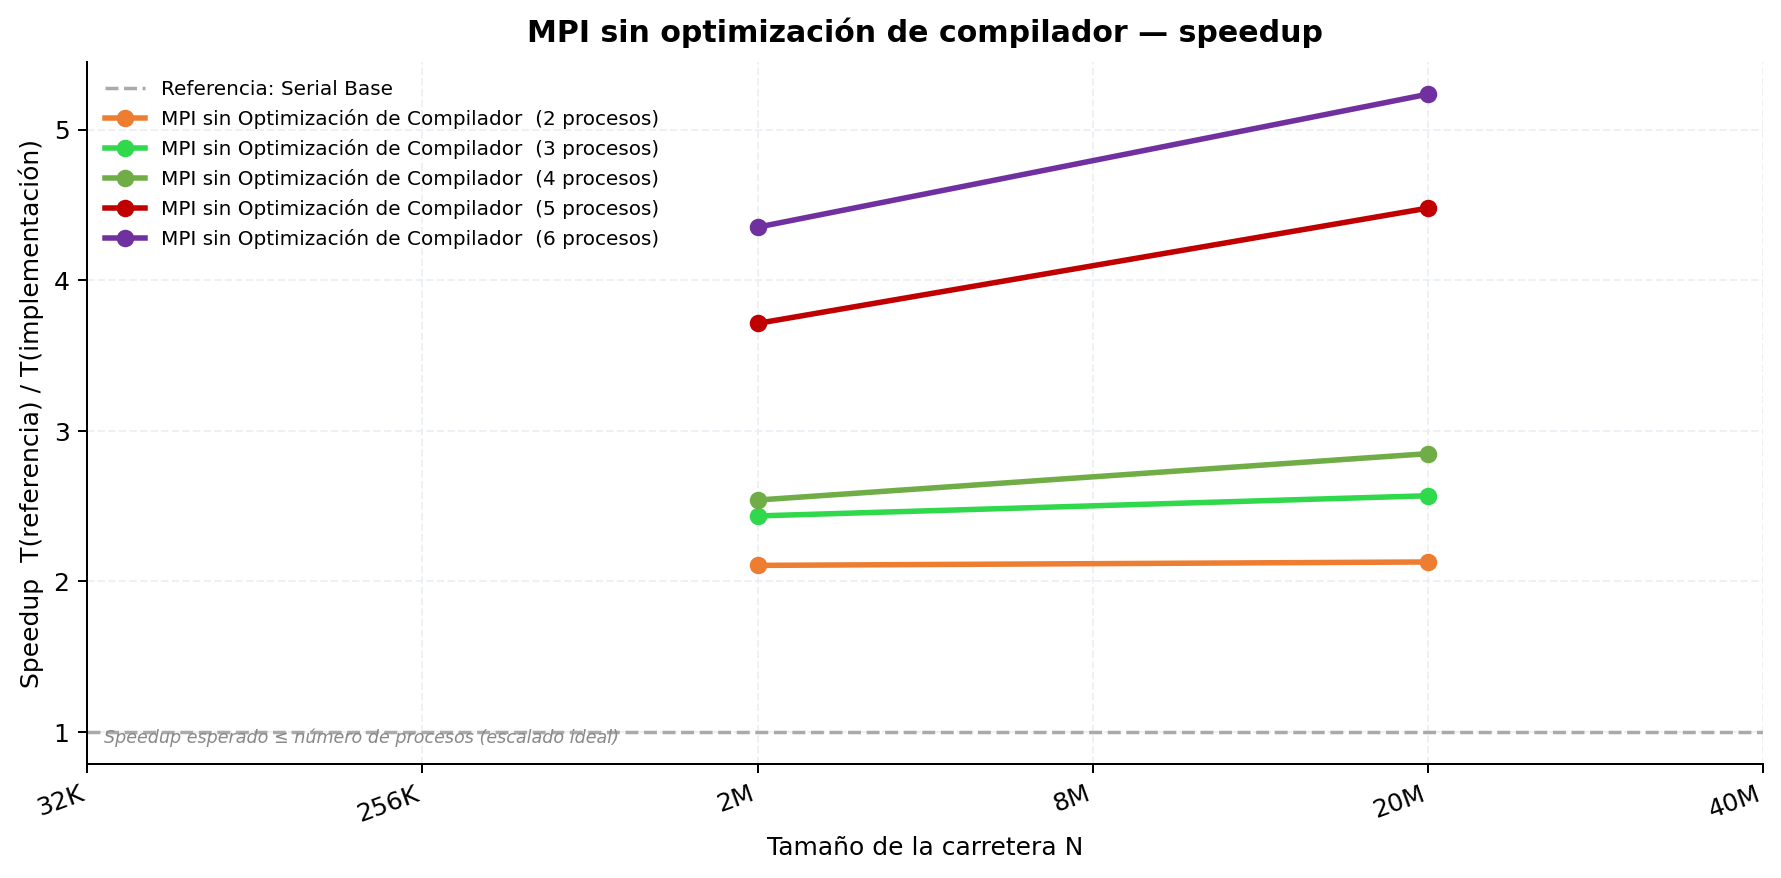 MPI sin optimización de compilador — speedup
Speedup  T(referencia) / T(implementación)
Referencia: Serial Base
MPI sin Optimización de Compilador  (2 procesos)
MPI sin Optimización de Compilador  (3 procesos)
MPI sin Optimización de Compilador  (4 procesos)
MPI sin Optimización de Compilador  (5 procesos)
MPI sin Optimización de Compilador  (6 procesos)
5
4
3
2
1
Speedup esperado ≤ número de procesos (escalado ideal)
32K
256K
2M
8M
20M
40M
Tamaño de la carretera N